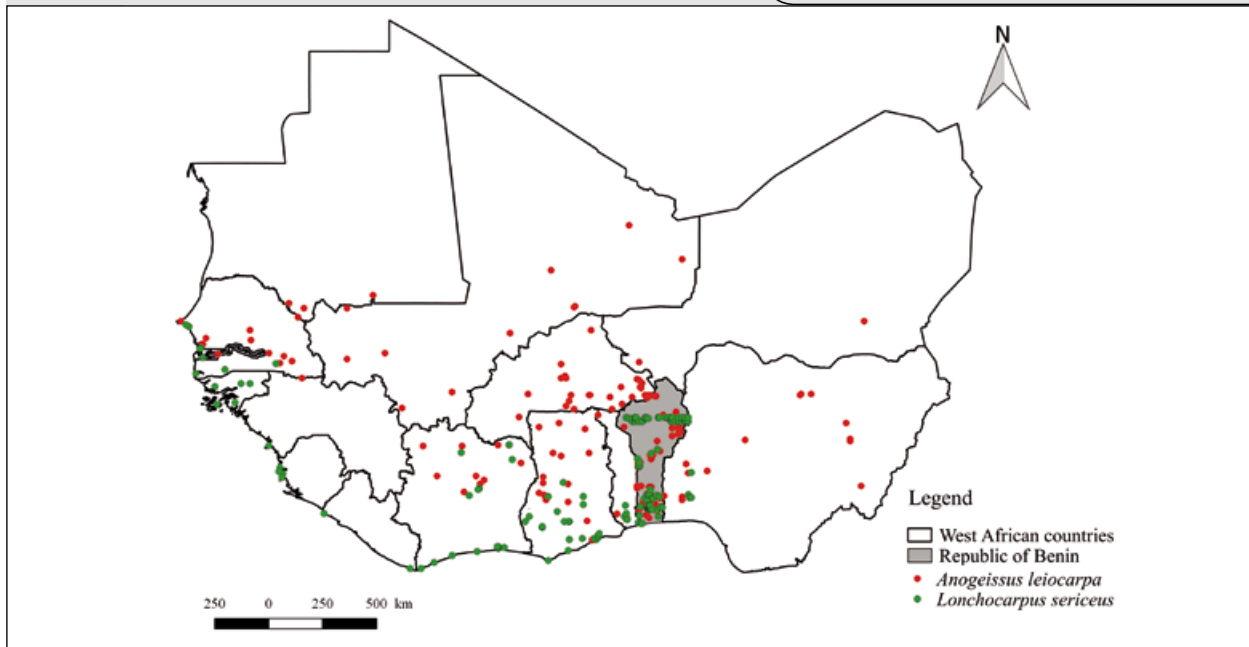 N
Legend
West African countries
Republic of Benin
Anogeissus leiocarpa
Lonchocarpus sericeus
250 0 250 500 km